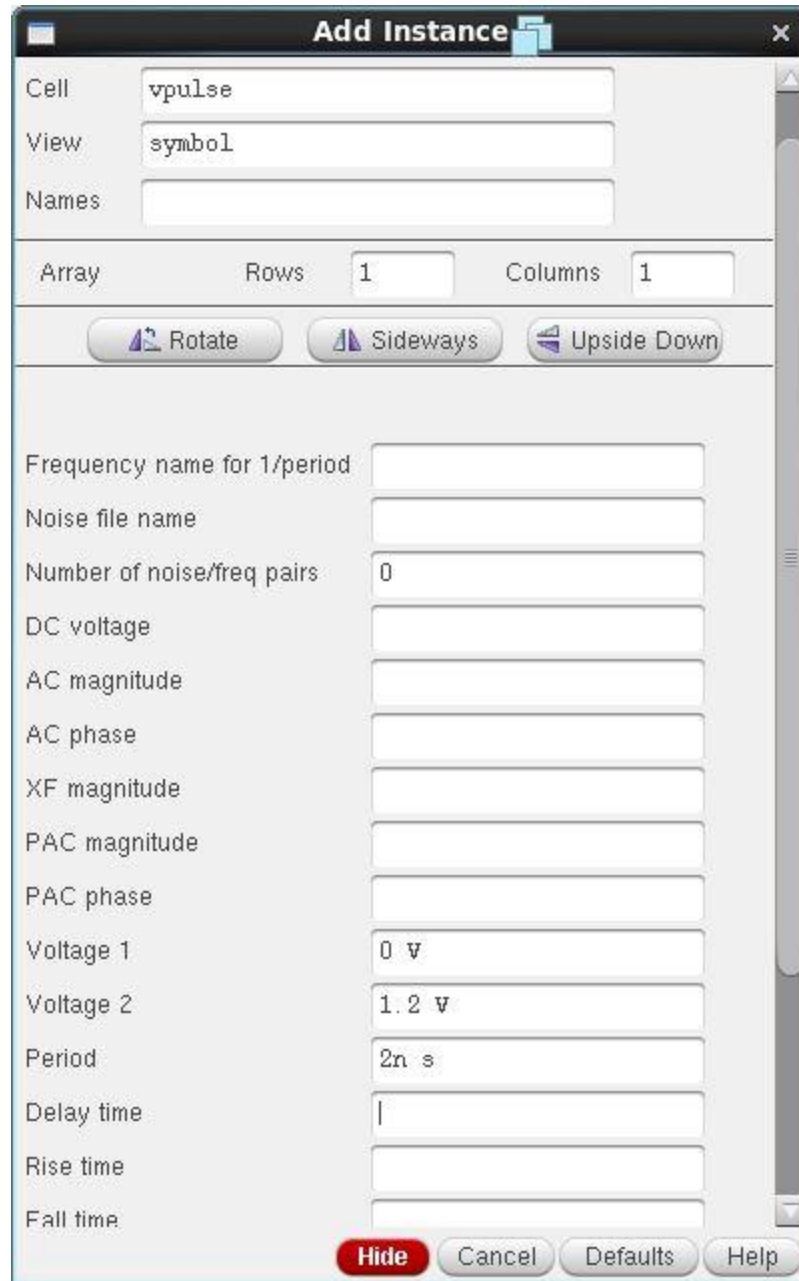 Add Instance
Cell vpulse
View symbol
Names
Array Rows 1 Columns 1
Rotate Sideways Upside Down
Frequency name for 1/period
Noise file name
Number of noise/freq pairs 0
DC voltage
AC magnitude
AC phase
XF magnitude
PAC magnitude
PAC phase
Voltage 1 0 V
Voltage 2 1.2 V
Period 2n s
Delay time
Rise time
Fall time
Hide Cancel Defaults Help